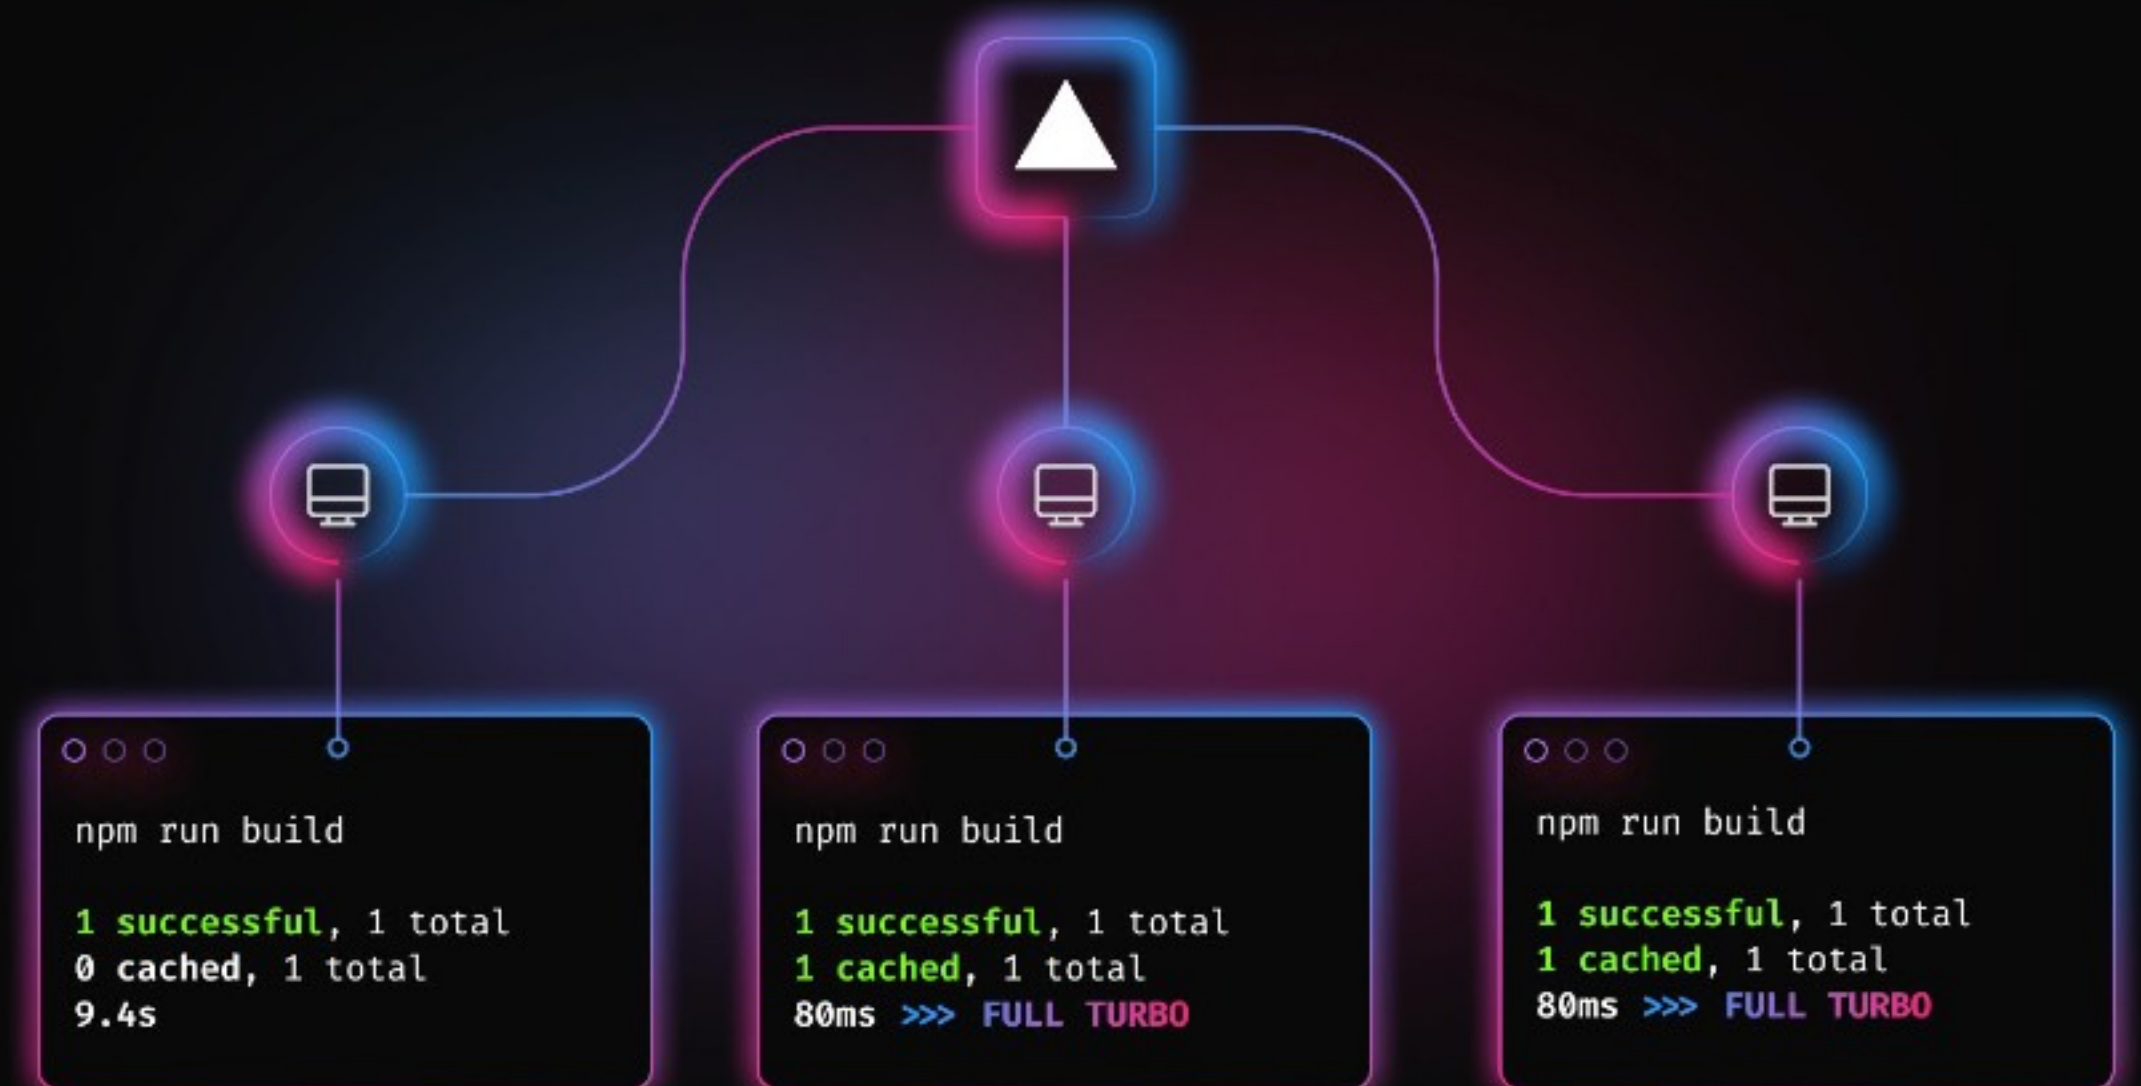 npm run build
1 successful, 1 total
0 cached, 1 total
9.4s
npm run build
1 successful, 1 total
1 cached, 1 total
80ms >>> FULL TURBO
npm run build
1 successful, 1 total
1 cached, 1 total
80ms >>> FULL TURBO